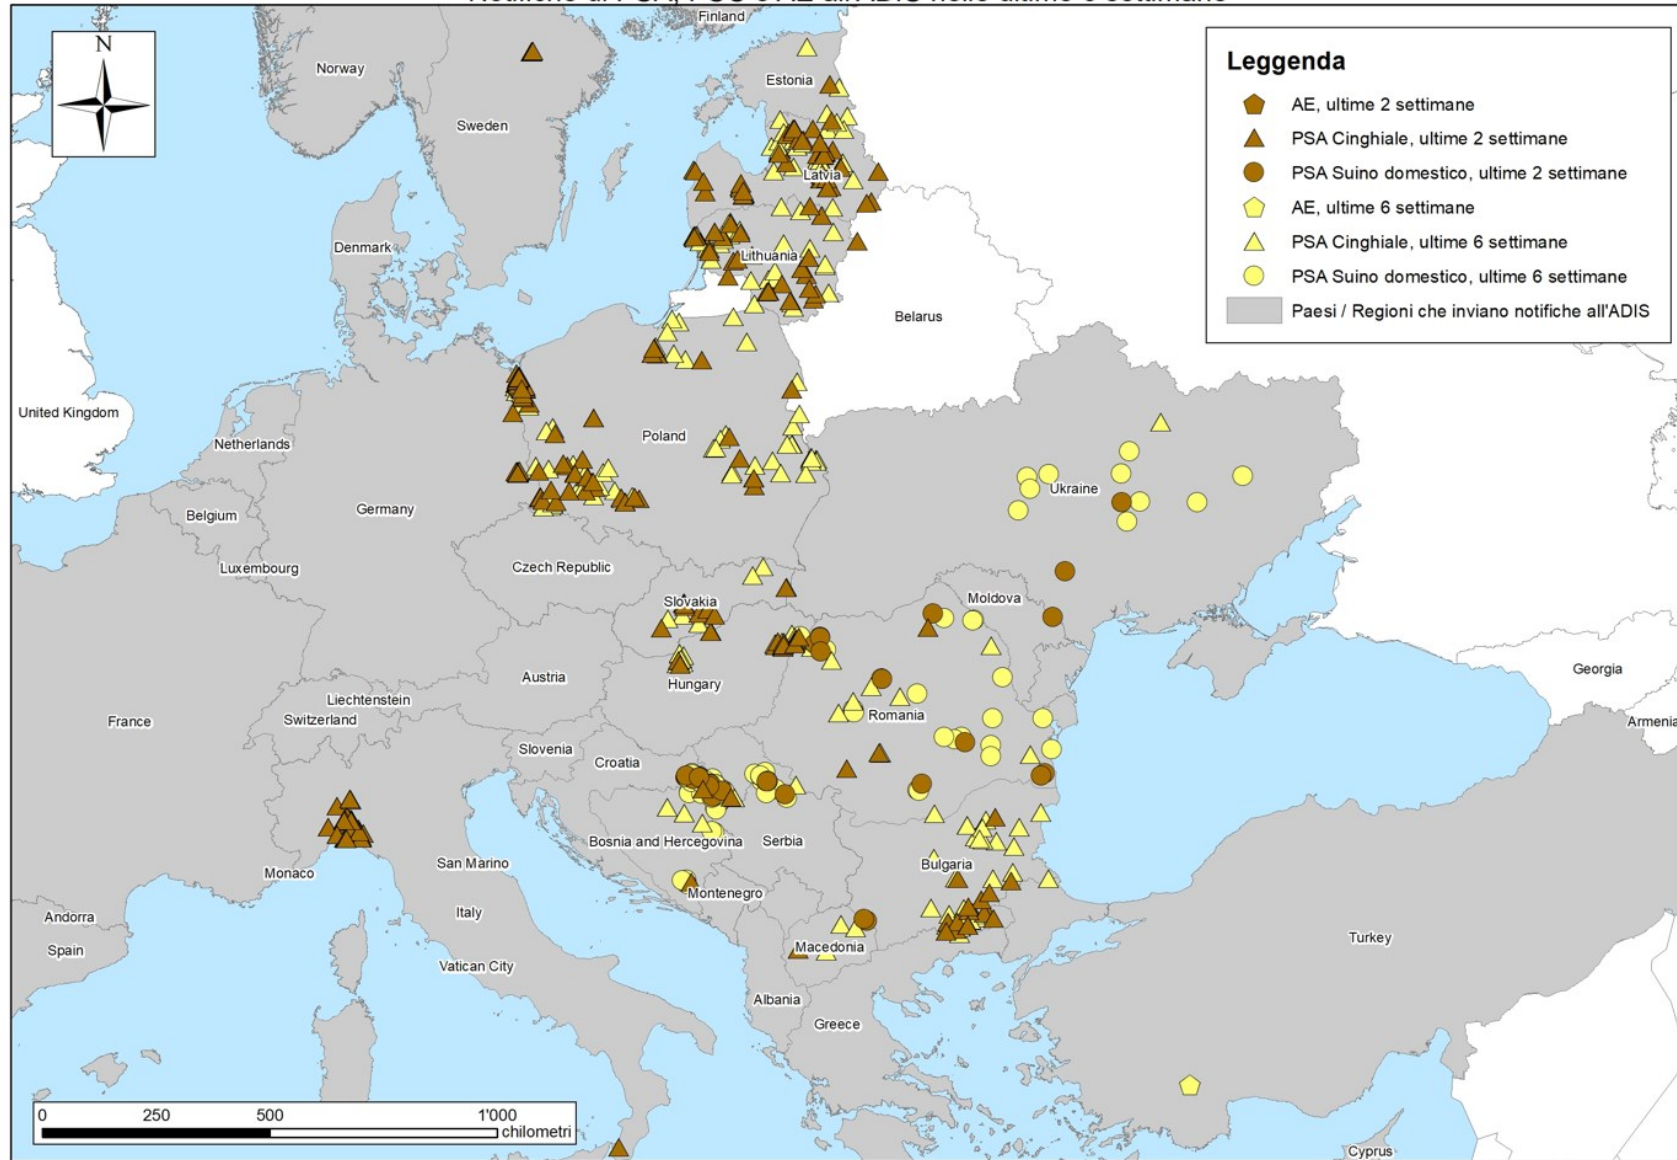 Finland
N
Norway
Sweden
Estonia
Latvia
Lithuania
Denmark
Belarus
Leggenda
AE, ultime 2 settimane
PSA Cinghiale, ultime 2 settimane
PSA Suino domestico, ultime 2 settimane
AE, ultime 6 settimane
PSA Cinghiale, ultime 6 settimane
PSA Suino domestico, ultime 6 settimane
Paesi / Regioni che inviano notifiche all'ADIS
United Kingdom
Netherlands
Poland
Ukraine
Belgium
Germany
Luxembourg
Czech Republic
Slovakia
Moldova
Austria
Hungary
Liechtenstein
Switzerland
France
Romania
Georgia
Armenia
Slovenia
Croatia
Bosnia and Hercegovina
Serbia
Bulgaria
San Marino
Monaco
Montenegro
Andorra
Italy
Spain
Macedonia
Turkey
Vatican City
Albania
Greece
0 250 500 1'000
chilometri
Cyprus